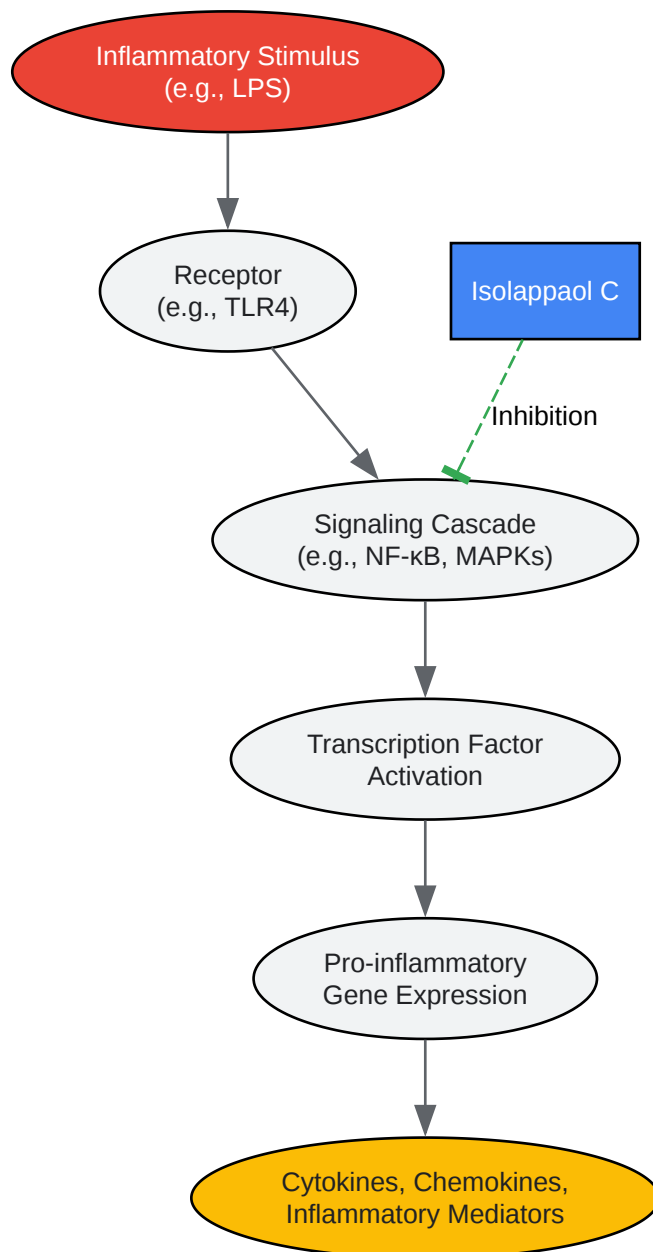 Inflammatory Stimulus
(e.g., LPS)
Receptor
(e.g., TLR4)
Isolappaol C
Inhibition
Signaling Cascade
(e.g., NF-κB, MAPKs)
Transcription Factor
Activation
Pro-inflammatory
Gene Expression
Cytokines, Chemokines,
Inflammatory Mediators